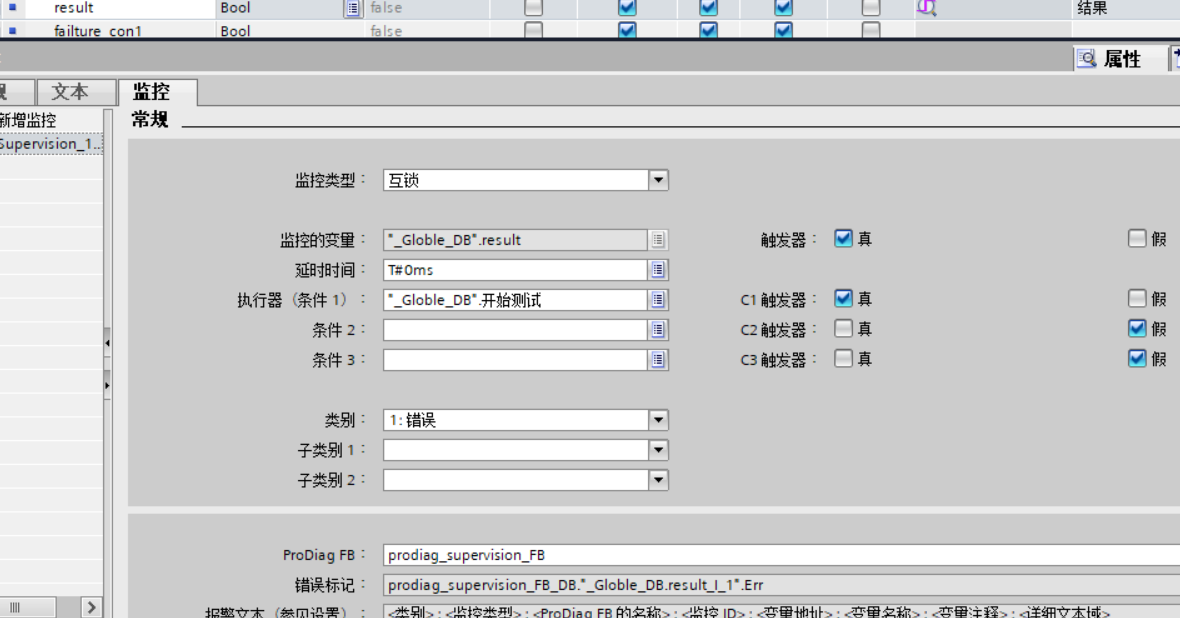 result Bool false 结果
failture_con1 Bool false
属性
文本 监控
新增监控 常规
Supervision_1...
监控类型： 互锁
监控的变量： "_Globle_DB".result 触发器： 真 假
延时时间： T#0ms
执行器（条件 1）： "_Globle_DB".开始测试 C1 触发器： 真 假
条件 2： C2 触发器： 真 假
条件 3： C3 触发器： 真 假
类别： 1: 错误
子类别 1：
子类别 2：
ProDiag FB： prodiag_supervision_FB
错误标记： prodiag_supervision_FB_DB."_Globle_DB.result_I_1".Err
报警文本（参见设置）： <类别> : <监控类型> : <ProDiag FB 的名称> : <监控 ID> : <变量地址> : <变量名称> : <变量注释> : <详细文本域>